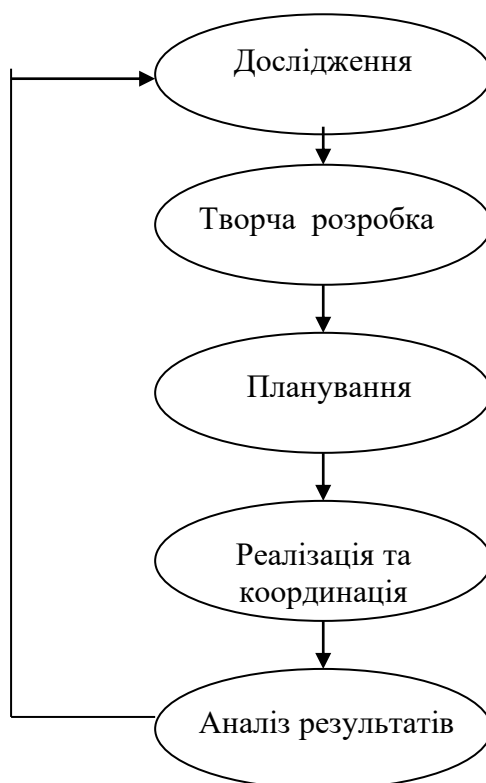 Дослідження
Творча розробка
Планування
Реалізація та
координація
Аналіз результатів